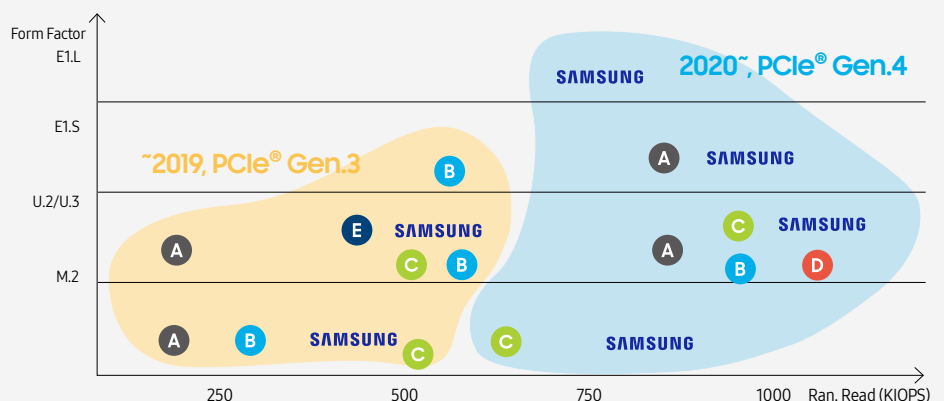 Form Factor
E1.L
SAMSUNG
2020~, PCIe® Gen.4
E1.S
~2019, PCIe® Gen.3
B
A
SAMSUNG
U.2/U.3
A
E
SAMSUNG
C
B
A
C
B
SAMSUNG
D
M.2
A
B
SAMSUNG
C
C
SAMSUNG
250
500
750
1000
Ran. Read (KIOPS)